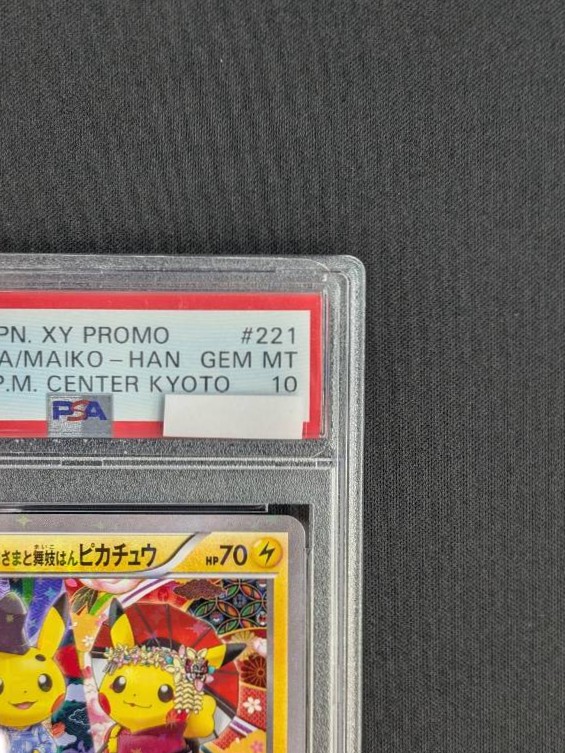 PN. XY PROMO #221
A/MAIKO-HAN GEM MT
P.M. CENTER KYOTO 10
PSA
さまと舞妓はんピカチュウ HP70